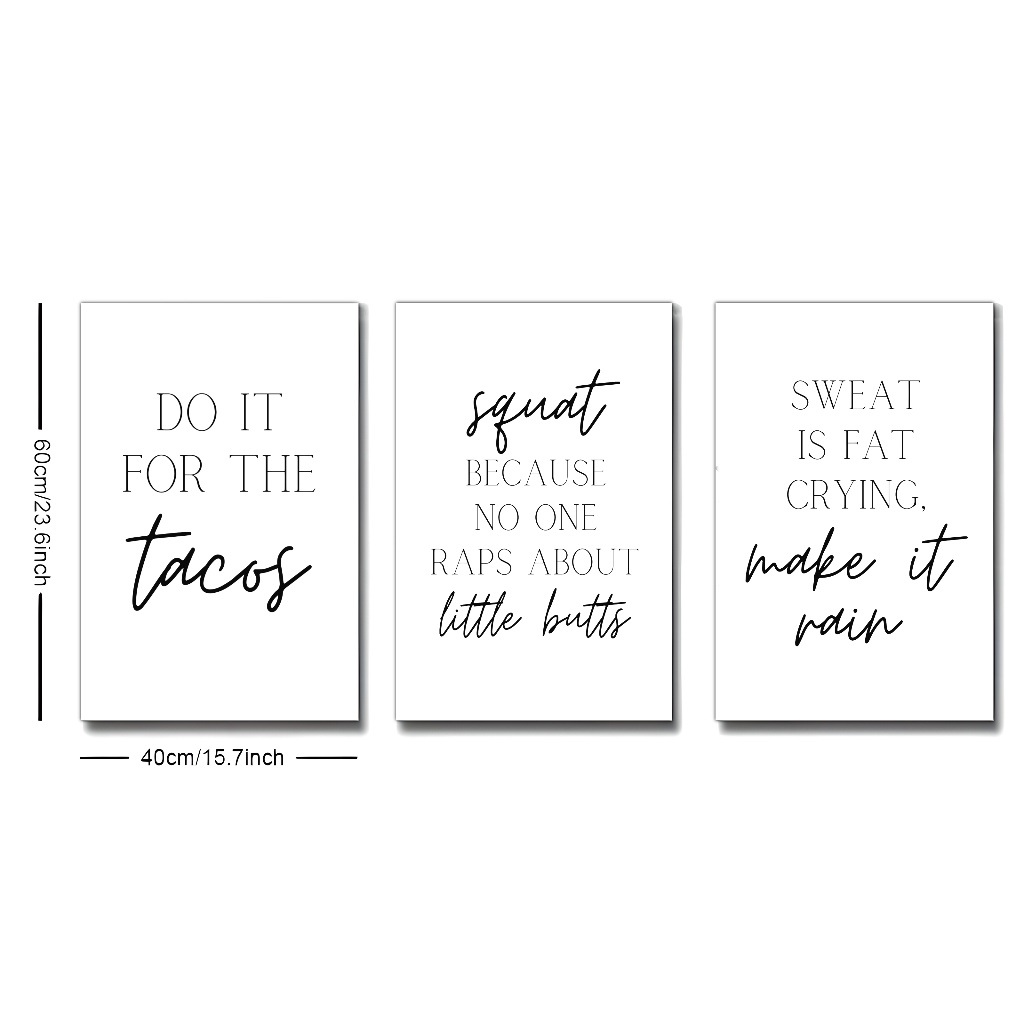 DO IT
FOR THE
tacos
squat
BECAUSE
NO ONE
RAPS ABOUT
little butts
SWEAT
IS FAT
CRYING,
make it
rain
60cm/23.6inch
40cm/15.7inch